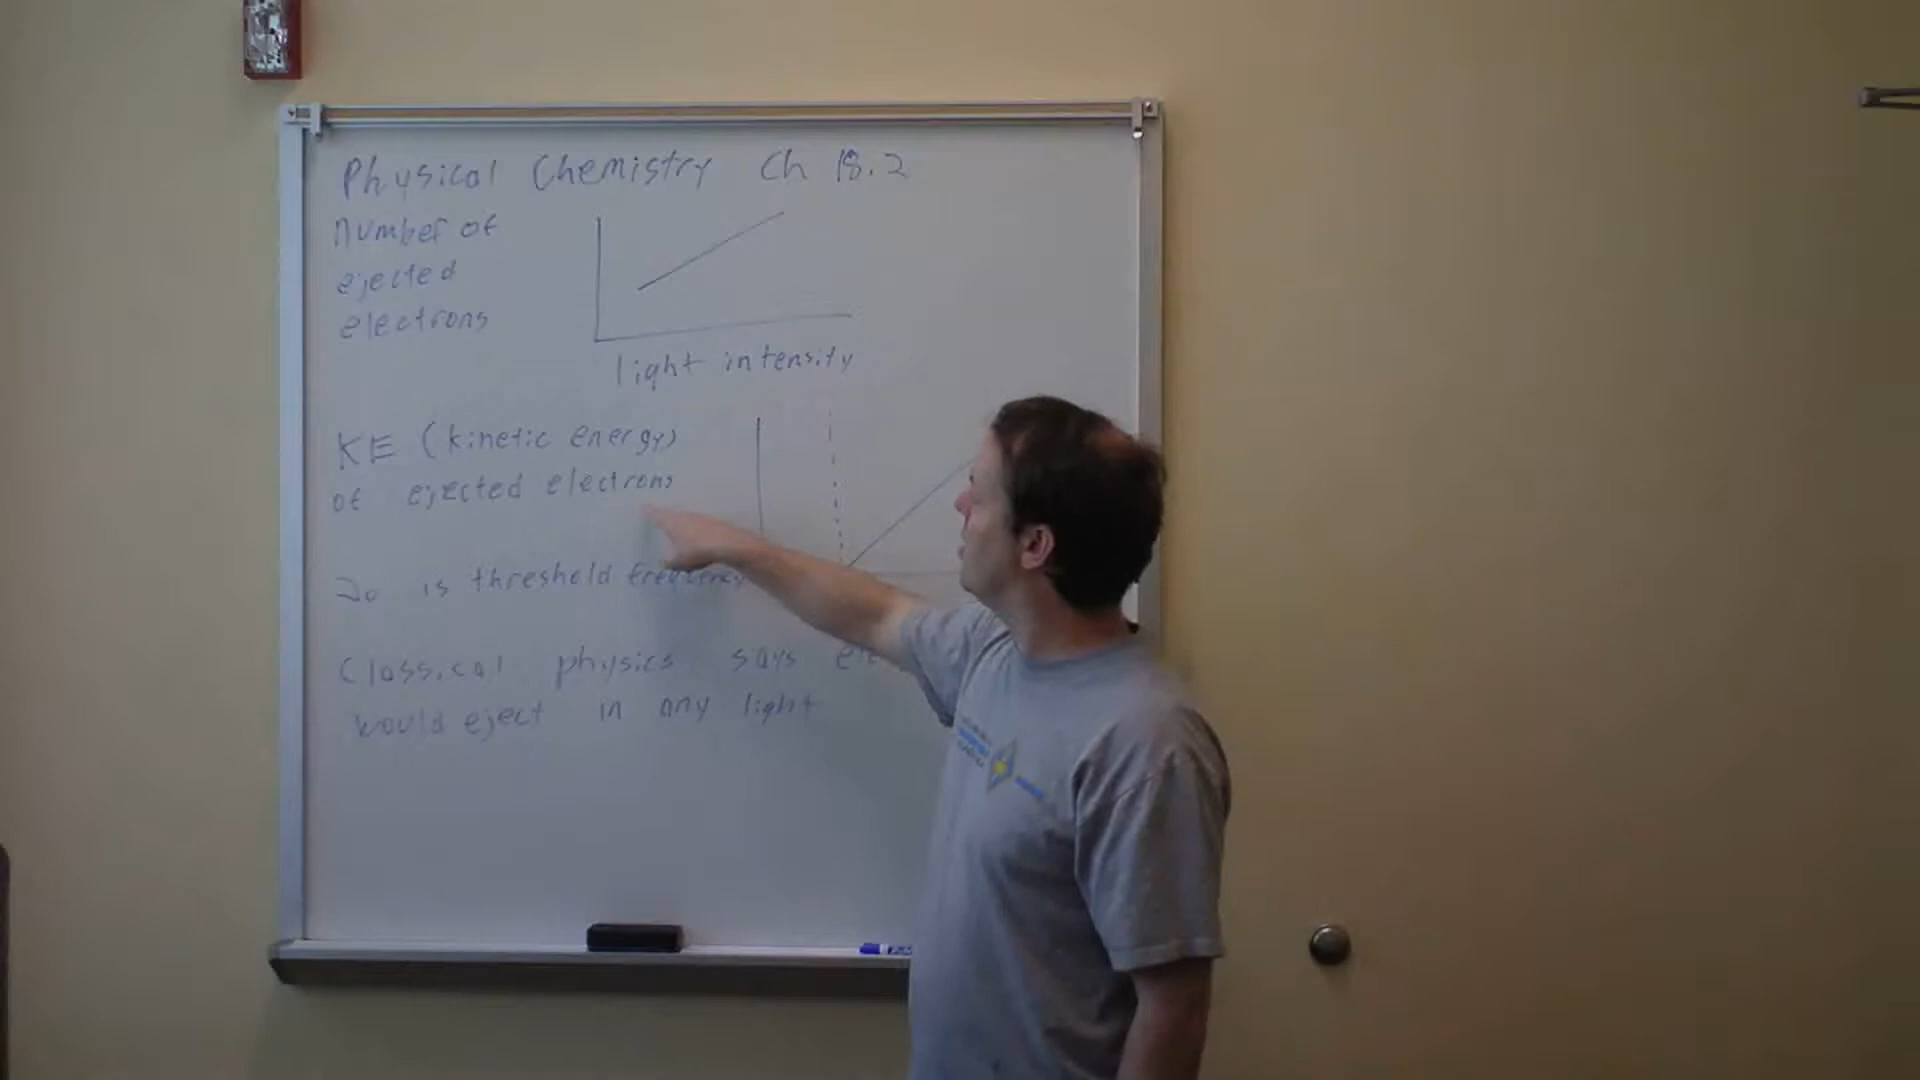 Physical Chemistry Ch 18.2
number of
ejected
electrons
light intensity
KE (kinetic energy)
of ejected electrons
is threshold frequency
Classical physics says
would eject in any light